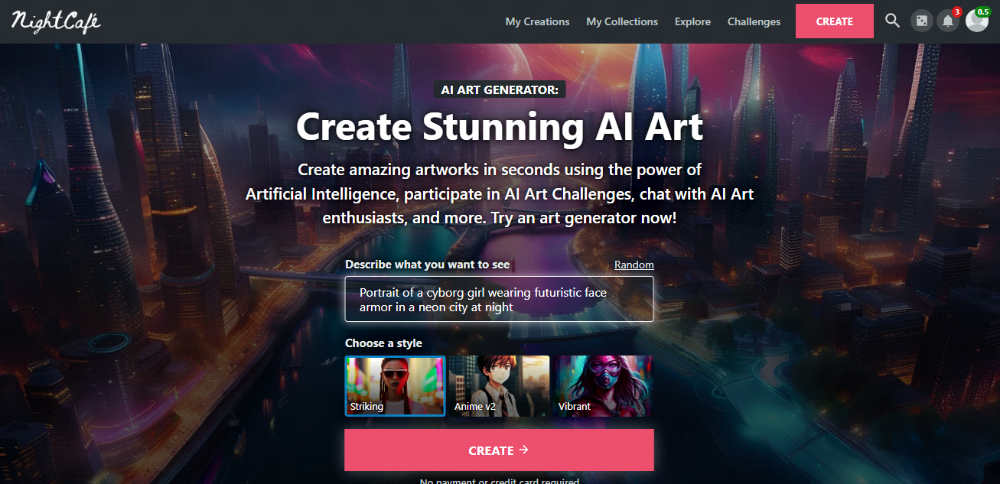 NightCafé
My Creations My Collections Explore Challenges CREATE 3 0.5
AI ART GENERATOR:
Create Stunning AI Art
Create amazing artworks in seconds using the power of
Artificial Intelligence, participate in AI Art Challenges, chat with AI Art
enthusiasts, and more. Try an art generator now!
Describe what you want to see Random
Portrait of a cyborg girl wearing futuristic face
armor in a neon city at night
Choose a style
Striking Anime v2 Vibrant
CREATE →
No payment or credit card required